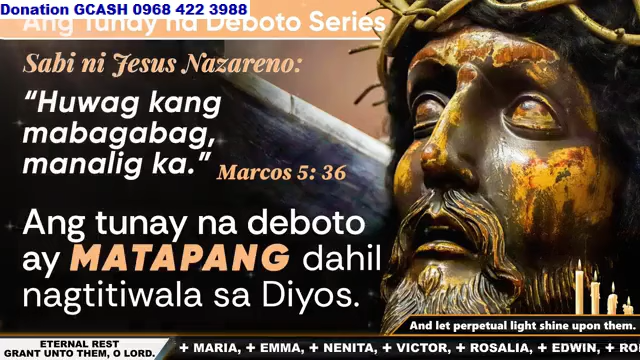 Donation GCASH 0968 422 3988
Ang Tunay na Deboto Series
Sabi ni Jesus Nazareno:
“Huwag kang
mabagabag,
manalig ka.”
Marcos 5: 36
Ang tunay na deboto
ay MATAPANG dahil
nagtitiwala sa Diyos.
And let perpetual light shine upon them.
ETERNAL REST
GRANT UNTO THEM, O LORD.
+ MARIA, + EMMA, + NENITA, + VICTOR, + ROSALIA, + EDWIN, + RO